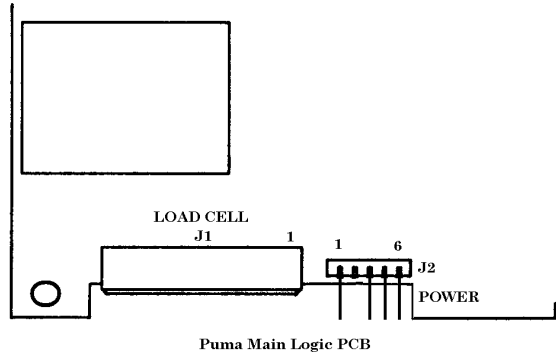 LOAD CELL
J1 1
1 6
J2
POWER
Puma Main Logic PCB